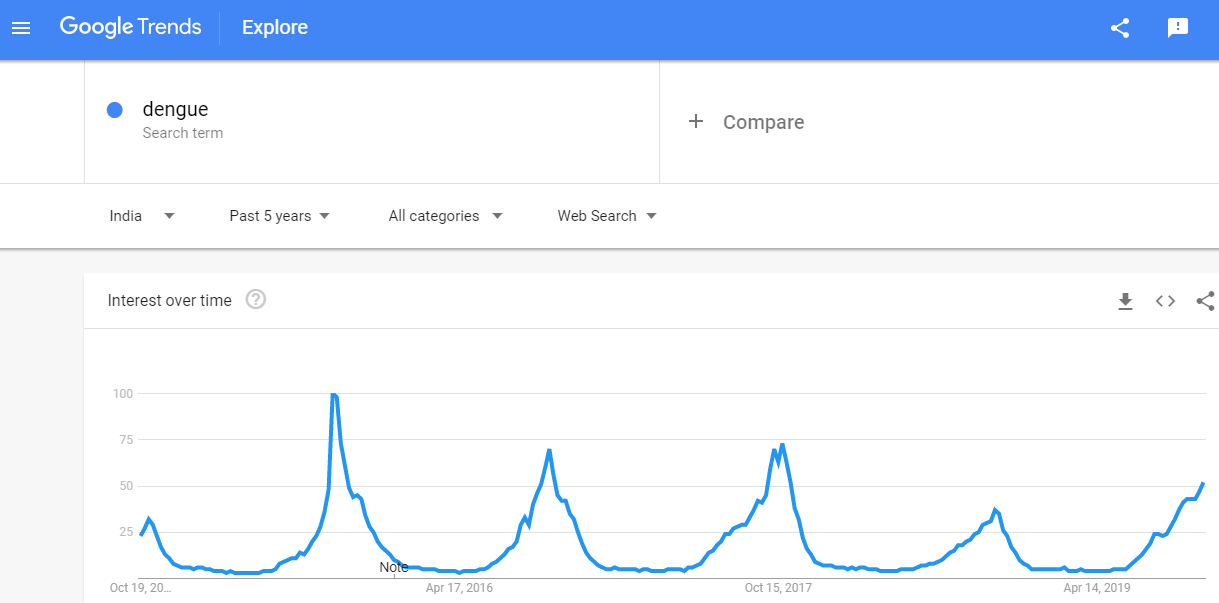 Google Trends Explore
dengue
Search term
+ Compare
India Past 5 years All categories Web Search
Interest over time ?
100
75
50
25
Note
Oct 19, 20... Apr 17, 2016 Oct 15, 2017 Apr 14, 2019